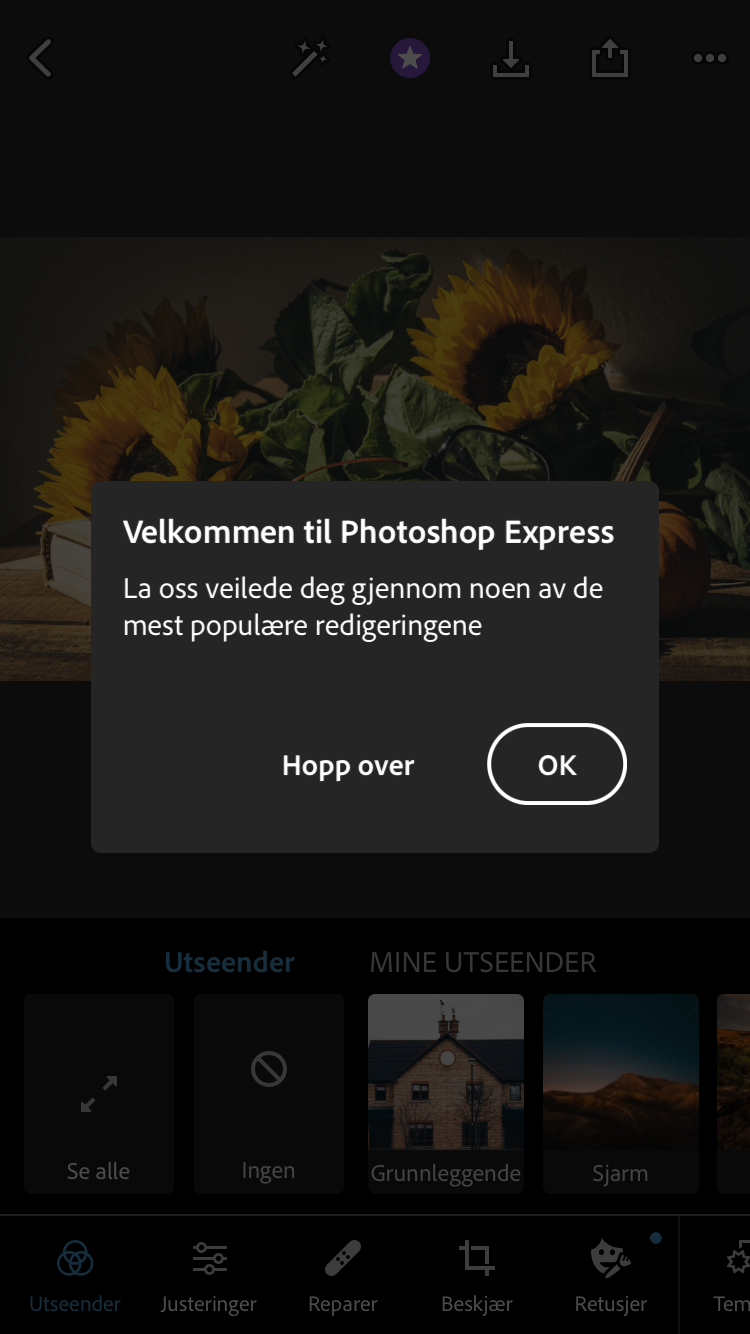 Velkommen til Photoshop Express
La oss veilede deg gjennom noen av de
mest populære redigeringene
Hopp over
OK
Utseender
MINE UTSEENDER
Se alle
Ingen
Grunnleggende
Sjarm
Utseender
Justeringer
Reparer
Beskjær
Retusjer
Tem